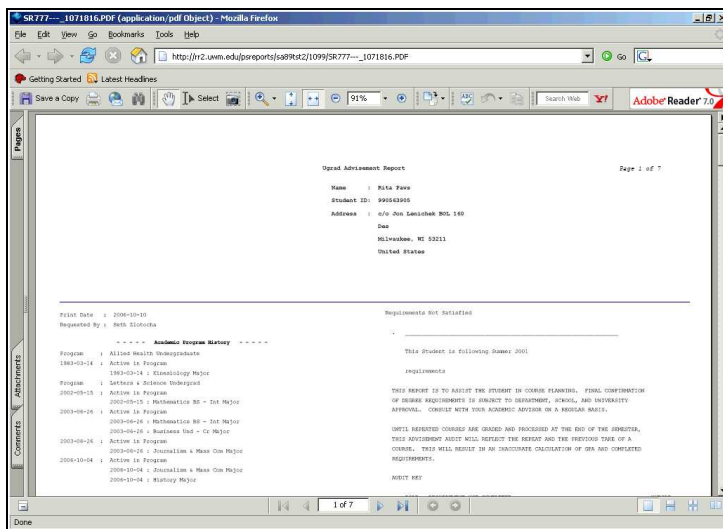 SR777---_1071816.PDF (application/pdf Object) - Mozilla Firefox
File Edit View Go Bookmarks Tools Help
http://rr2.uwm.edu/psreports/sa89tst2/1099/SR777---_1071816.PDF Go
Getting Started Latest Headlines
Save a Copy Select 91% Search Web Y! Adobe Reader 7.0
Pages
Attachments
Comments
Ugrad Advisement Report Page 1 of 7
Name : Rita Paws
Student ID: 990563905
Address : c/o Jon Lenichek BOL 160
Des
Milwaukee, WI 53211
United States
Print Date : 2006-10-10
Requested By : Seth Zlotocha
- - - - - Academic Program History - - - - -
Program : Allied Health Undergraduate
1983-03-14 : Active in Program
1983-03-14 : Kinesiology Major
Program : Letters & Science Undergrad
2002-05-15 : Active in Program
2002-05-15 : Mathematics BS - Int Major
2003-06-26 : Active in Program
2003-06-26 : Mathematics BS - Int Major
2003-06-26 : Business Und - Cr Major
2003-08-26 : Active in Program
2003-08-26 : Journalism & Mass Com Major
2006-10-04 : Active in Program
2006-10-04 : Journalism & Mass Com Major
2006-10-04 : History Major
Requirements Not Satisfied
This Student is following Summer 2001
requirements
THIS REPORT IS TO ASSIST THE STUDENT IN COURSE PLANNING. FINAL CONFIRMATION
OF DEGREE REQUIREMENTS IS SUBJECT TO DEPARTMENT, SCHOOL, AND UNIVERSITY
APPROVAL. CONSULT WITH YOUR ACADEMIC ADVISOR ON A REGULAR BASIS.
UNTIL REPEATED COURSES ARE GRADED AND PROCESSED AT THE END OF THE SEMESTER,
THIS ADVISEMENT AUDIT WILL REFLECT THE REPEAT AND THE PREVIOUS TAKE OF A
COURSE. THIS WILL RESULT IN AN INACCURATE CALCULATION OF GPA AND COMPLETED
REQUIREMENTS.
AUDIT KEY
1 of 7
Done